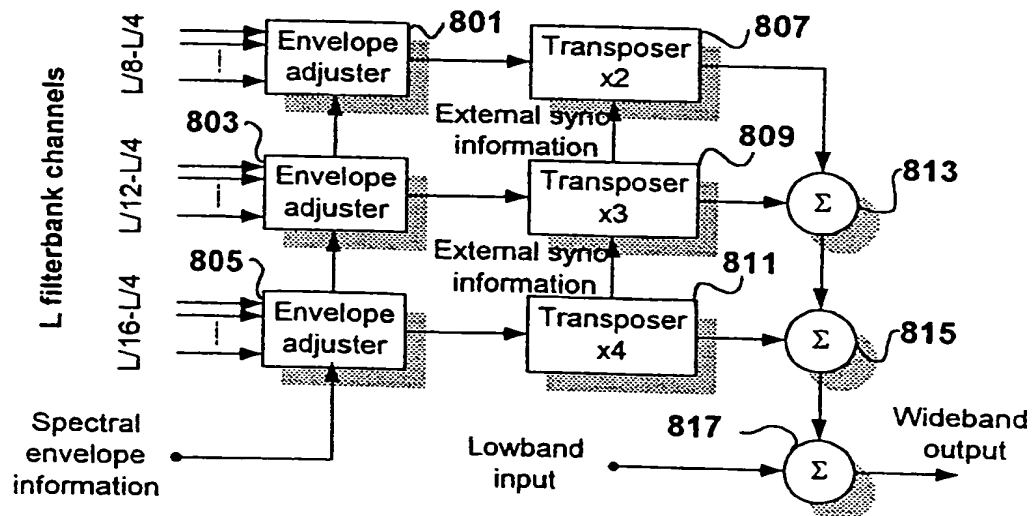 801
807
L/8-L/4
Envelope
adjuster
Transposer
x2
External sync
information
803
809
L filterbank channels
L/12-L/4
Envelope
adjuster
Transposer
x3
Σ
813
External sync
information
805
811
L/16-L/4
Envelope
adjuster
Transposer
x4
Σ
815
Spectral
envelope
information
Lowband
input
817
Σ
Wideband
output